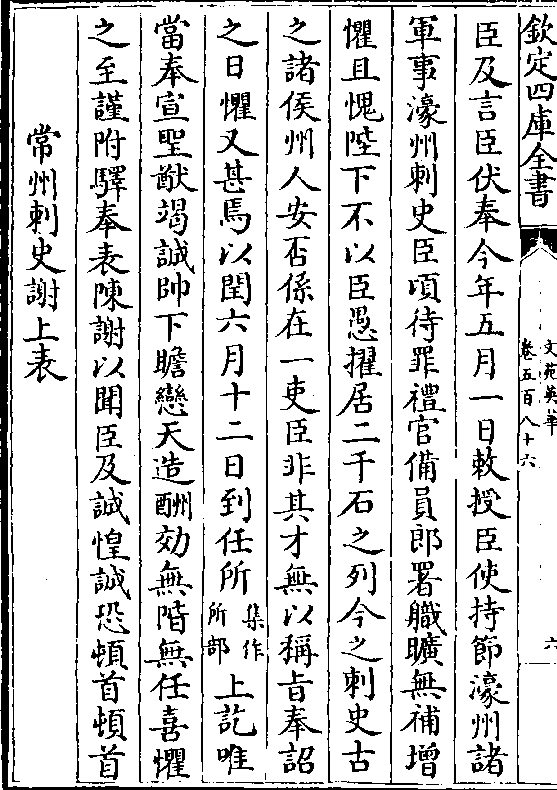 欽定四庫全書
文苑英華
卷五百八十六
六
臣及言臣伏奉今年五月一日敕授臣使持節濠州諸
軍事濠州刺史臣頃待罪禮官備員郎署職曠無補增
懼且愧陛下不以臣愚擢居二千石之列今之刺史古
之諸侯州人安否係在一吏臣非其才無以稱旨奉詔
之日懼又甚焉以閏六月十二日到任所集作所部上訖唯
當奉宣聖猷竭誠帥下瞻戀天造酬効無階無任喜懼
之至謹附驛奉表陳謝以聞臣及誠惶誠恐頓首頓首
常州刺史謝上表